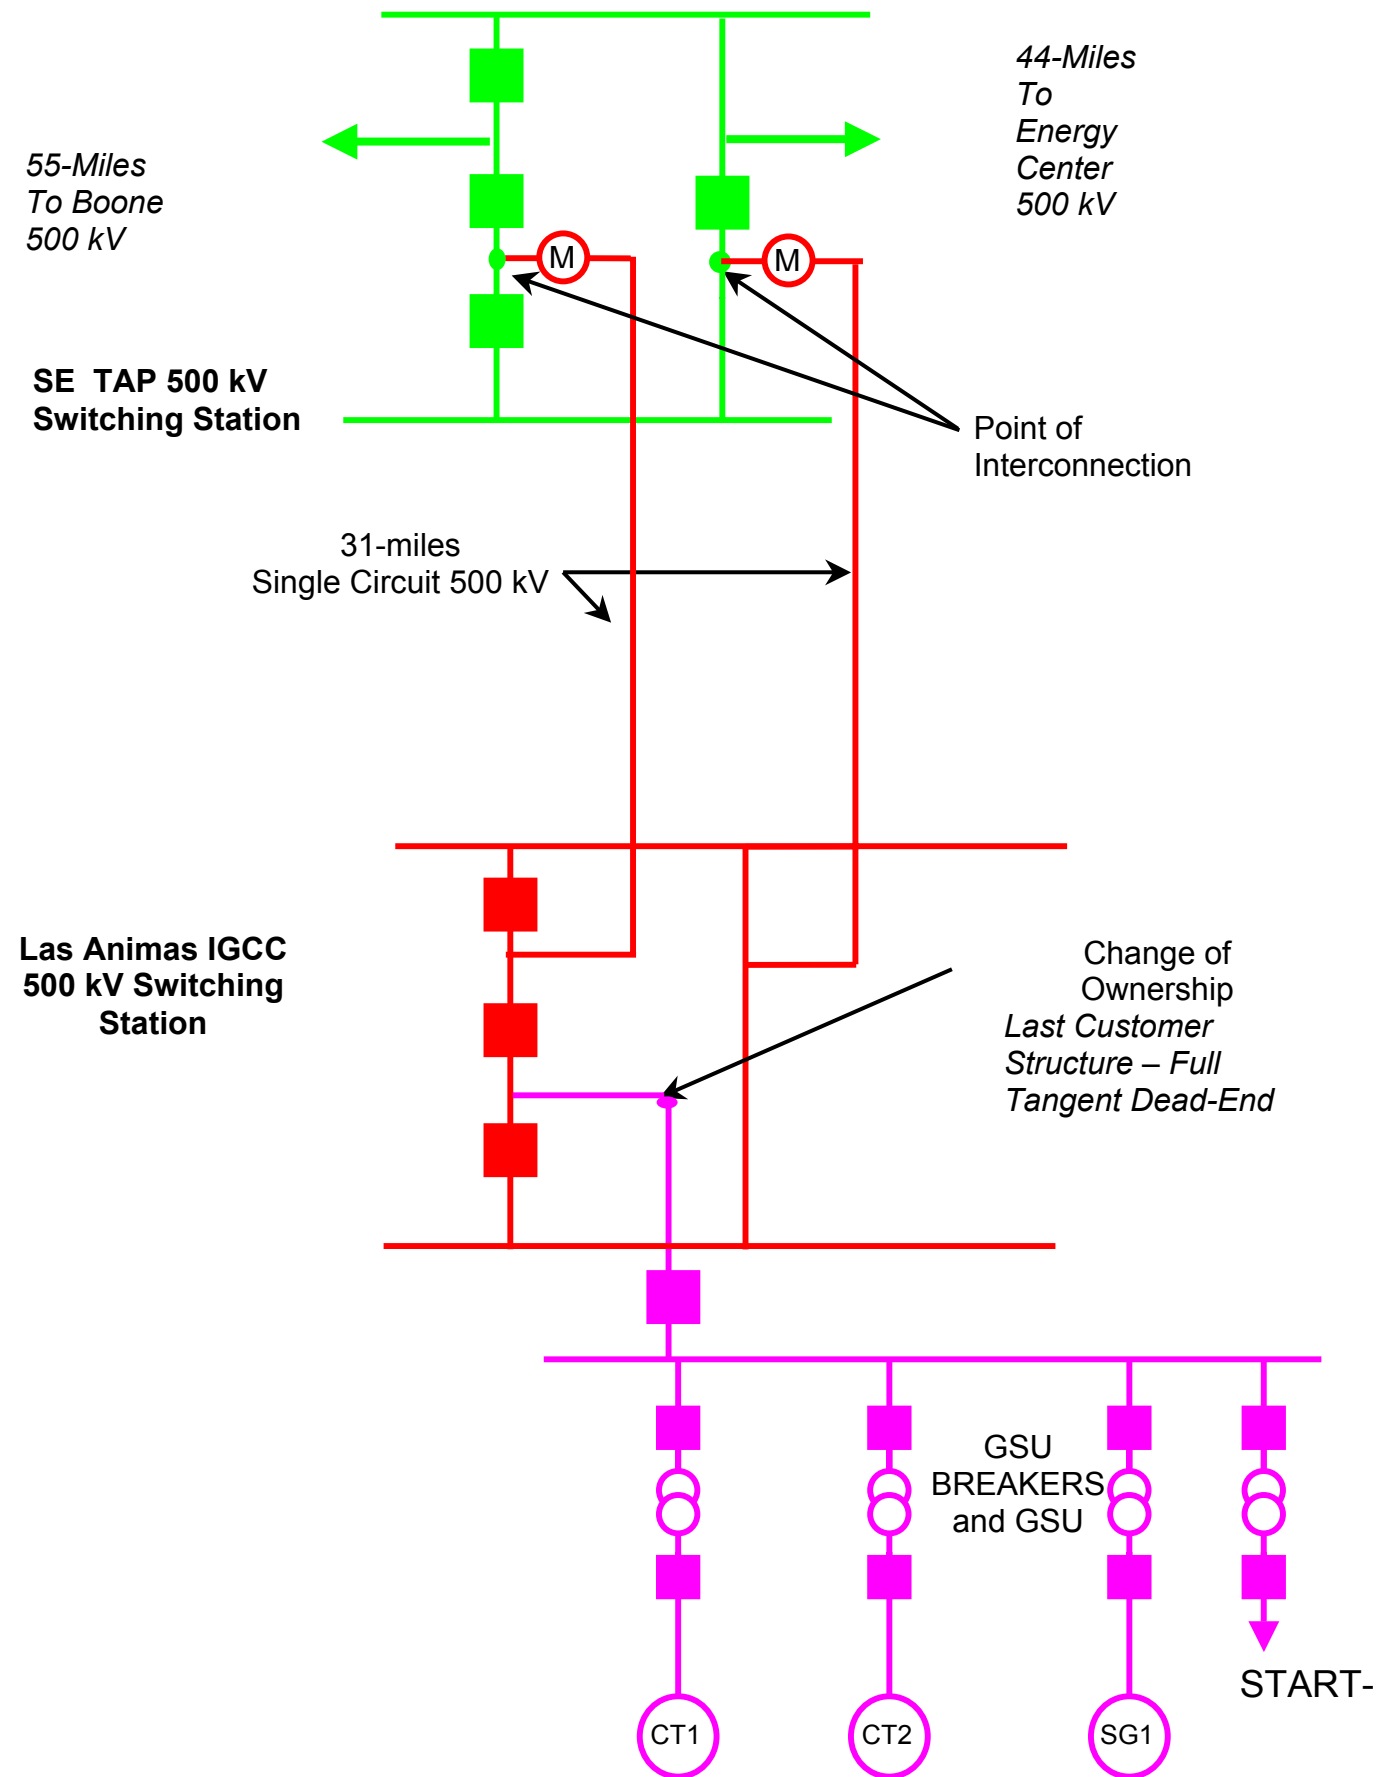 44-Miles
To
Energy
Center
500 kV
55-Miles
To Boone
500 kV
M
M
SE  TAP 500 kV
Switching Station
Point of
Interconnection
31-miles
Single Circuit 500 kV
Las Animas IGCC
500 kV Switching
Station
Change of
Ownership
Last Customer
Structure – Full
Tangent Dead-End
GSU
BREAKERS
and GSU
START-
CT1
CT2
SG1